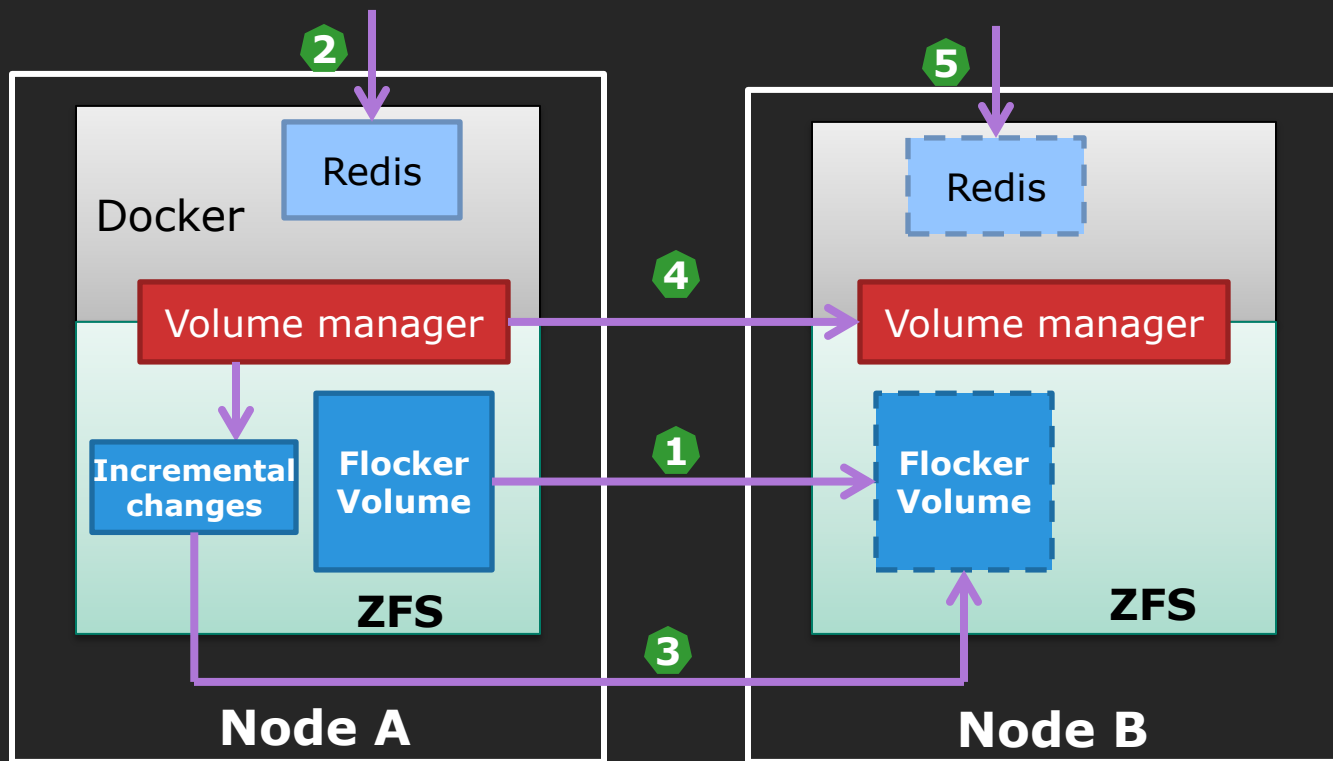 2
5
Redis
Redis
Docker
4
Volume manager
Volume manager
1
Incremental
changes
Flocker
Volume
Flocker
Volume
ZFS
ZFS
3
Node A
Node B